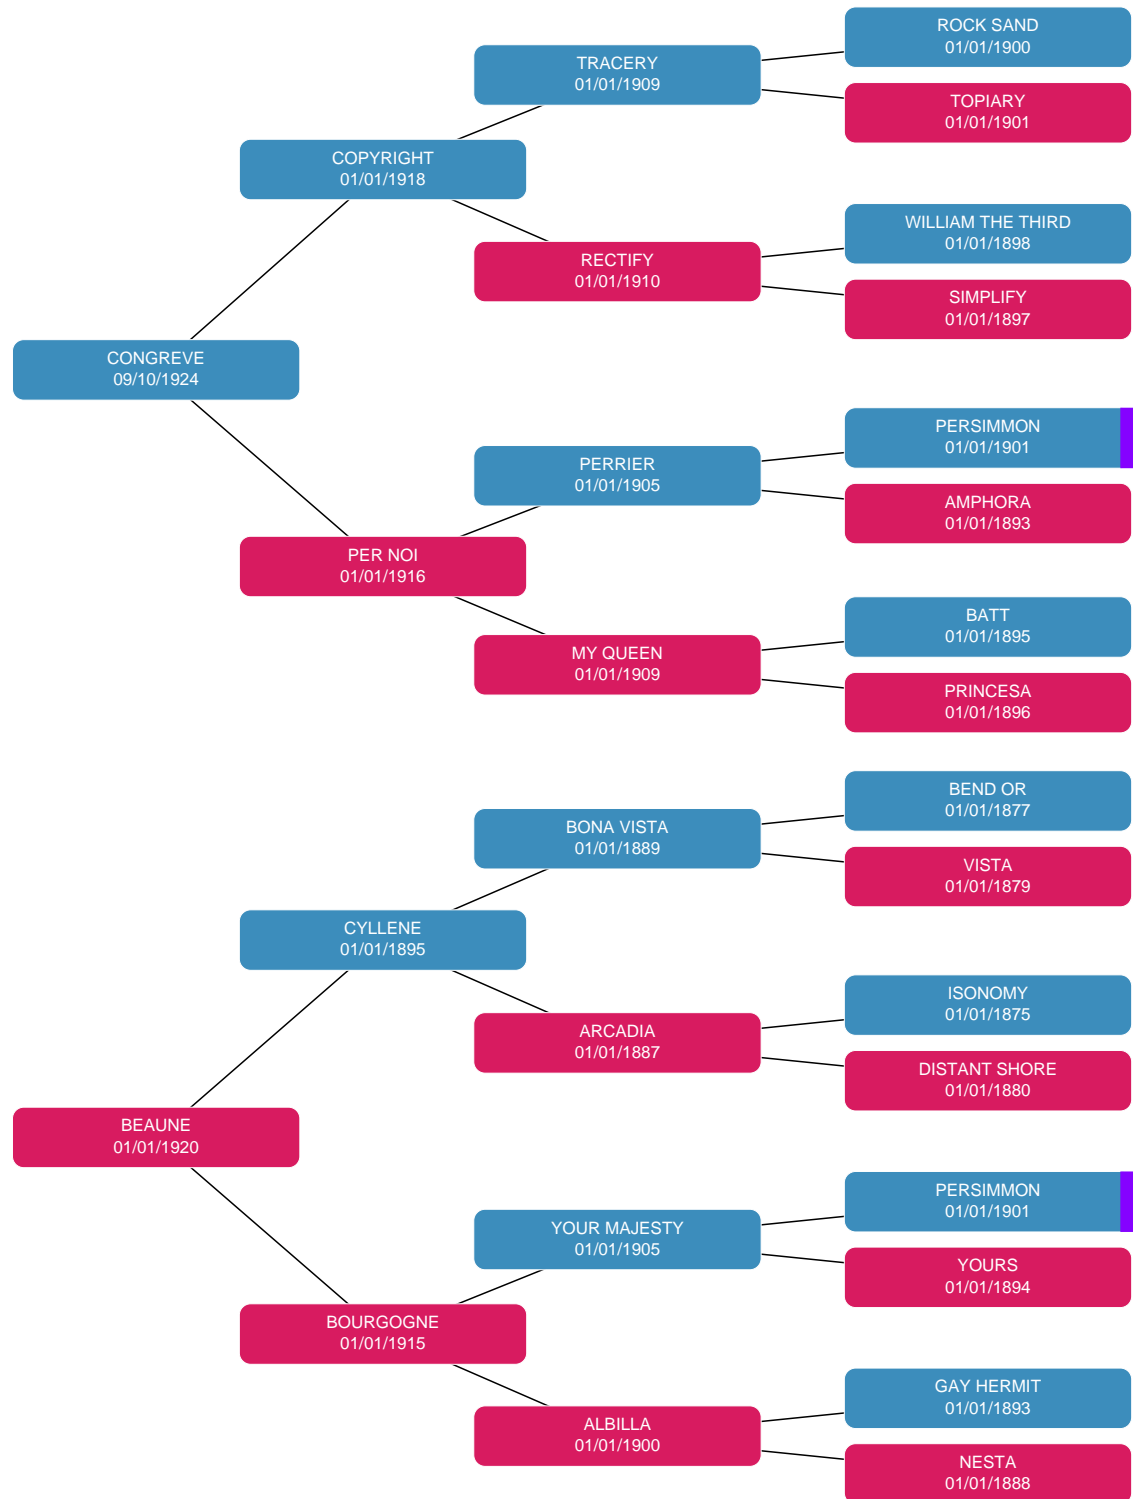 ROCK SAND
01/01/1900
TRACERY
01/01/1909
TOPIARY
01/01/1901
COPYRIGHT
01/01/1918
WILLIAM THE THIRD
01/01/1898
RECTIFY
01/01/1910
SIMPLIFY
01/01/1897
CONGREVE
09/10/1924
PERSIMMON
01/01/1901
PERRIER
01/01/1905
AMPHORA
01/01/1893
PER NOI
01/01/1916
BATT
01/01/1895
MY QUEEN
01/01/1909
PRINCESA
01/01/1896
BEND OR
01/01/1877
BONA VISTA
01/01/1889
VISTA
01/01/1879
CYLLENE
01/01/1895
ISONOMY
01/01/1875
ARCADIA
01/01/1887
DISTANT SHORE
01/01/1880
BEAUNE
01/01/1920
PERSIMMON
01/01/1901
YOUR MAJESTY
01/01/1905
YOURS
01/01/1894
BOURGOGNE
01/01/1915
GAY HERMIT
01/01/1893
ALBILLA
01/01/1900
NESTA
01/01/1888